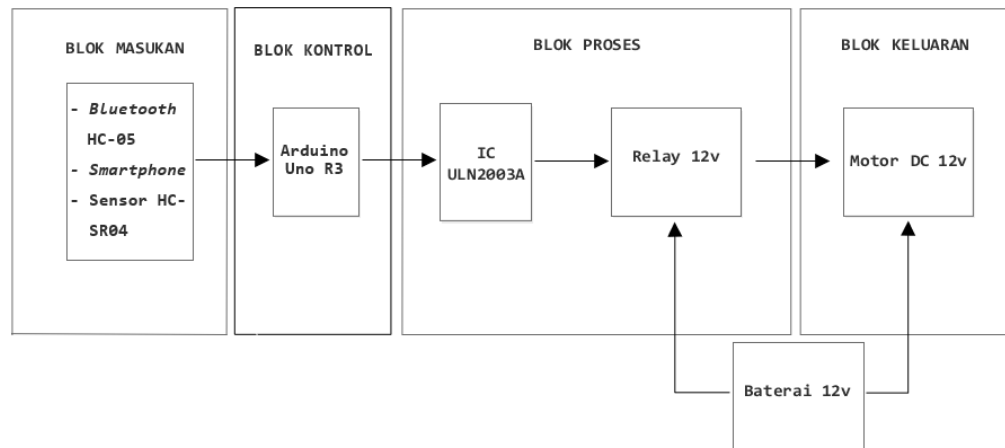 BLOK MASUKAN
- Bluetooth
HC-05
- Smartphone
- Sensor HC-
SR04
BLOK KONTROL
Arduino
Uno R3
BLOK PROSES
IC
ULN2003A
Relay 12v
BLOK KELUARAN
Motor DC 12v
Baterai 12v